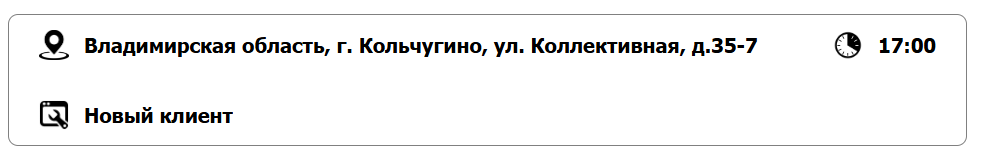 Владимирская область, г. Кольчугино, ул. Коллективная, д.35-7 17:00
Новый клиент